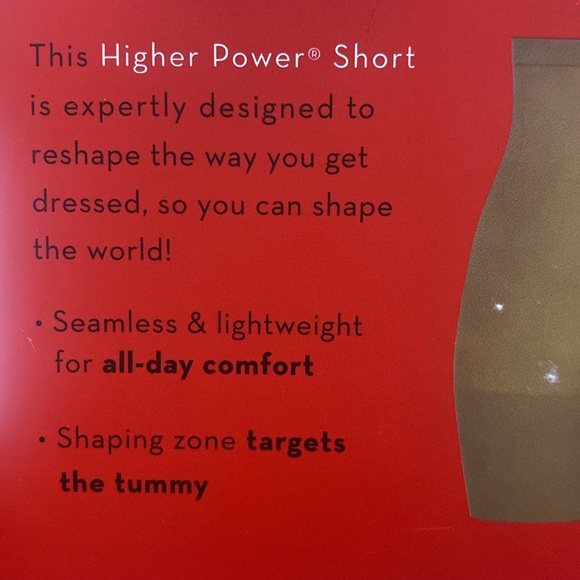 This Higher Power® Short
is expertly designed to
reshape the way you get
dressed, so you can shape
the world!
• Seamless & lightweight
for all-day comfort
• Shaping zone targets
the tummy